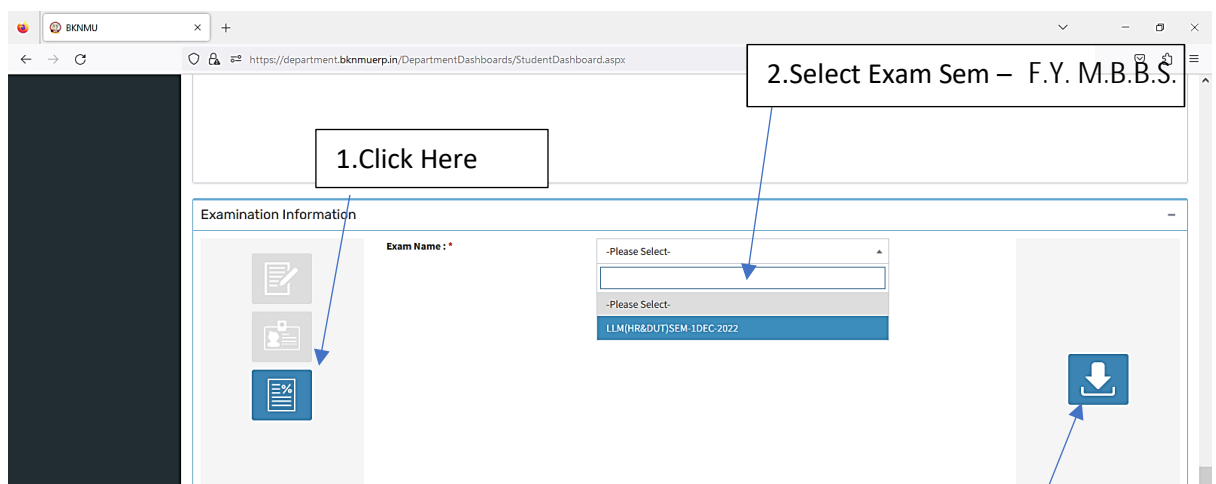 BKNMU
https://department.bknmuerp.in/DepartmentDashboards/StudentDashboard.aspx
2.Select Exam Sem – F.Y. M.B.B.S.
1.Click Here
Examination Information
Exam Name : *
-Please Select-
-Please Select-
LLM(HR&DUT)SEM-1DEC-2022